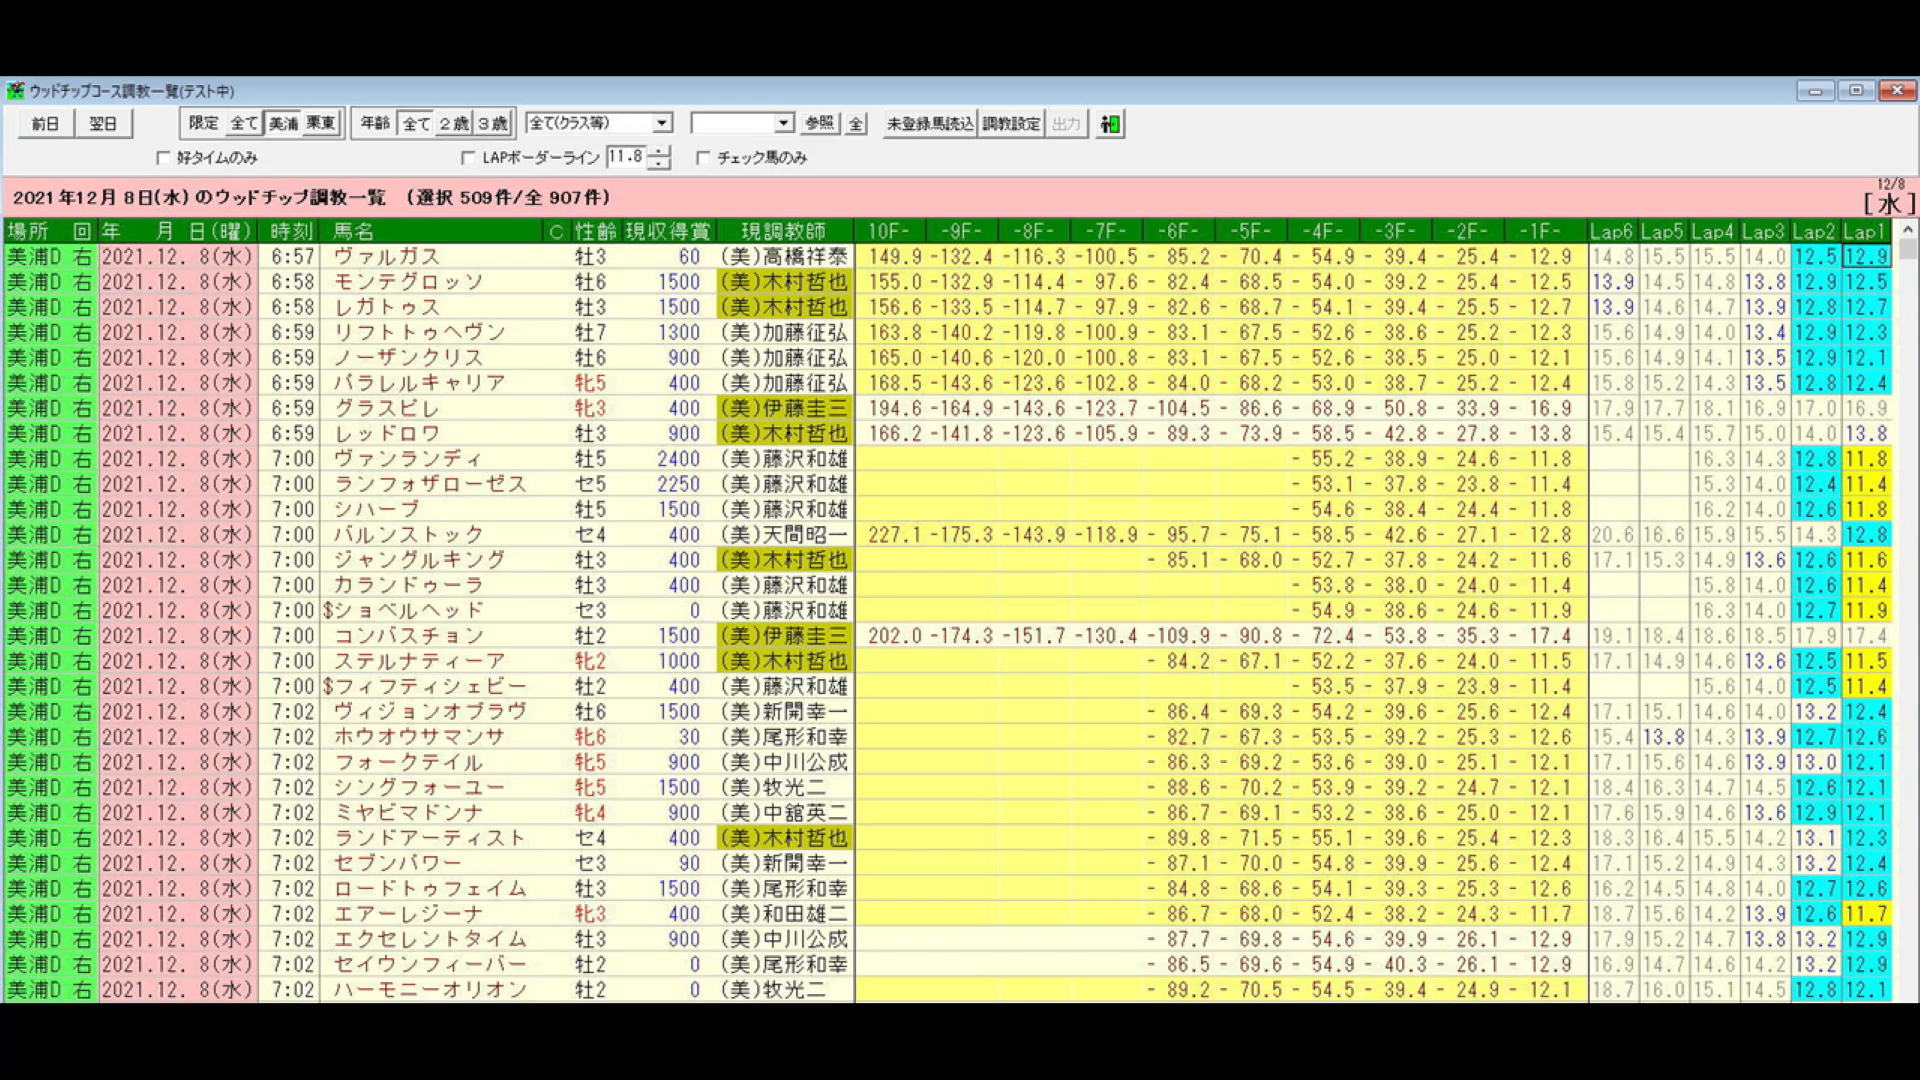 ウッドチップコース調教一覧(テスト中)
前日 翌日 限定 全て 美浦 栗東 年齢 全て 2歳 3歳 全て(クラス等) 参照 全 未登録馬読込 調教設定 出力
好タイムのみ LAPボーダーライン 11.8 チェック馬のみ
2021年12月 8日(水)のウッドチップ調教一覧 (選択 509件/全 907件) 12/8 [水]
場所 回 年 月 日(曜) 時刻 馬名 C 性齢 現収得賞 現調教師 10F- -9F- -8F- -7F- -6F- -5F- -4F- -3F- -2F- -1F- Lap6 Lap5 Lap4 Lap3 Lap2 Lap1
美浦D 右 2021.12. 8(水) 6:57 ヴァルガス 牡3 60 (美)高橋祥泰 149.9 -132.4 -116.3 -100.5 - 85.2 - 70.4 - 54.9 - 39.4 - 25.4 - 12.9 14.8 15.5 15.5 14.0 12.5 12.9
美浦D 右 2021.12. 8(水) 6:58 モンテグロッソ 牡6 1500 (美)木村哲也 155.0 -132.9 -114.4 - 97.6 - 82.4 - 68.5 - 54.0 - 39.2 - 25.4 - 12.5 13.9 14.5 14.8 13.8 12.9 12.5
美浦D 右 2021.12. 8(水) 6:58 レガトゥス 牡3 1500 (美)木村哲也 156.6 -133.5 -114.7 - 97.9 - 82.6 - 68.7 - 54.1 - 39.4 - 25.5 - 12.7 13.9 14.6 14.7 13.9 12.8 12.7
美浦D 右 2021.12. 8(水) 6:59 リフトトゥヘヴン 牡7 1300 (美)加藤征弘 163.8 -140.2 -119.8 -100.9 - 83.1 - 67.5 - 52.6 - 38.6 - 25.2 - 12.3 15.6 14.9 14.0 13.4 12.9 12.3
美浦D 右 2021.12. 8(水) 6:59 ノーザンクリス 牡6 900 (美)加藤征弘 165.0 -140.6 -120.0 -100.8 - 83.1 - 67.5 - 52.6 - 38.5 - 25.0 - 12.1 15.6 14.9 14.1 13.5 12.9 12.1
美浦D 右 2021.12. 8(水) 6:59 パラレルキャリア 牝5 400 (美)加藤征弘 168.5 -143.6 -123.6 -102.8 - 84.0 - 68.2 - 53.0 - 38.7 - 25.2 - 12.4 15.8 15.2 14.3 13.5 12.8 12.4
美浦D 右 2021.12. 8(水) 6:59 グラスビレ 牝3 400 (美)伊藤圭三 194.6 -164.9 -143.6 -123.7 -104.5 - 86.6 - 68.9 - 50.8 - 33.9 - 16.9 17.9 17.7 18.1 16.9 17.0 16.9
美浦D 右 2021.12. 8(水) 6:59 レッドロワ 牡3 900 (美)木村哲也 166.2 -141.8 -123.6 -105.9 - 89.3 - 73.9 - 58.5 - 42.8 - 27.8 - 13.8 15.4 15.4 15.7 15.0 14.0 13.8
美浦D 右 2021.12. 8(水) 7:00 ヴァンランディ 牡5 2400 (美)藤沢和雄 - 55.2 - 38.9 - 24.6 - 11.8 16.3 14.3 12.8 11.8
美浦D 右 2021.12. 8(水) 7:00 ランフォザローゼス セ5 2250 (美)藤沢和雄 - 53.1 - 37.8 - 23.8 - 11.4 15.3 14.0 12.4 11.4
美浦D 右 2021.12. 8(水) 7:00 シハーブ 牡5 1500 (美)藤沢和雄 - 54.6 - 38.4 - 24.4 - 11.8 16.2 14.0 12.6 11.8
美浦D 右 2021.12. 8(水) 7:00 バルンストック セ4 400 (美)天間昭一 227.1 -175.3 -143.9 -118.9 - 95.7 - 75.1 - 58.5 - 42.6 - 27.1 - 12.8 20.6 16.6 15.9 15.5 14.3 12.8
美浦D 右 2021.12. 8(水) 7:00 ジャングルキング 牡3 400 (美)木村哲也 - 85.1 - 68.0 - 52.7 - 37.8 - 24.2 - 11.6 17.1 15.3 14.9 13.6 12.6 11.6
美浦D 右 2021.12. 8(水) 7:00 カランドゥーラ 牡3 400 (美)藤沢和雄 - 53.8 - 38.0 - 24.0 - 11.4 15.8 14.0 12.6 11.4
美浦D 右 2021.12. 8(水) 7:00 $ショベルヘッド セ3 0 (美)藤沢和雄 - 54.9 - 38.6 - 24.6 - 11.9 16.3 14.0 12.7 11.9
美浦D 右 2021.12. 8(水) 7:00 コンバスチョン 牡2 1500 (美)伊藤圭三 202.0 -174.3 -151.7 -130.4 -109.9 - 90.8 - 72.4 - 53.8 - 35.3 - 17.4 19.1 18.4 18.6 18.5 17.9 17.4
美浦D 右 2021.12. 8(水) 7:00 ステルナティーア 牝2 1000 (美)木村哲也 - 84.2 - 67.1 - 52.2 - 37.6 - 24.0 - 11.5 17.1 14.9 14.6 13.6 12.5 11.5
美浦D 右 2021.12. 8(水) 7:00 $フィフティシェビー 牡2 400 (美)藤沢和雄 - 53.5 - 37.9 - 23.9 - 11.4 15.6 14.0 12.5 11.4
美浦D 右 2021.12. 8(水) 7:02 ヴィジョンオブラヴ 牡6 1500 (美)新開幸一 - 86.4 - 69.3 - 54.2 - 39.6 - 25.6 - 12.4 17.1 15.1 14.6 14.0 13.2 12.4
美浦D 右 2021.12. 8(水) 7:02 ホウオウサマンサ 牝6 30 (美)尾形和幸 - 82.7 - 67.3 - 53.5 - 39.2 - 25.3 - 12.6 15.4 13.8 14.3 13.9 12.7 12.6
美浦D 右 2021.12. 8(水) 7:02 フォークテイル 牝5 900 (美)中川公成 - 86.3 - 69.2 - 53.6 - 39.0 - 25.1 - 12.1 17.1 15.6 14.6 13.9 13.0 12.1
美浦D 右 2021.12. 8(水) 7:02 シングフォーユー 牝5 1500 (美)牧光二 - 88.6 - 70.2 - 53.9 - 39.2 - 24.7 - 12.1 18.4 16.3 14.7 14.5 12.6 12.1
美浦D 右 2021.12. 8(水) 7:02 ミヤビマドンナ 牝4 900 (美)中舘英二 - 86.7 - 69.1 - 53.2 - 38.6 - 25.0 - 12.1 17.6 15.9 14.6 13.6 12.9 12.1
美浦D 右 2021.12. 8(水) 7:02 ランドアーティスト セ4 400 (美)木村哲也 - 89.8 - 71.5 - 55.1 - 39.6 - 25.4 - 12.3 18.3 16.4 15.5 14.2 13.1 12.3
美浦D 右 2021.12. 8(水) 7:02 セブンパワー セ3 90 (美)新開幸一 - 87.1 - 70.0 - 54.8 - 39.9 - 25.6 - 12.4 17.1 15.2 14.9 14.3 13.2 12.4
美浦D 右 2021.12. 8(水) 7:02 ロードトゥフェイム 牡3 1500 (美)尾形和幸 - 84.8 - 68.6 - 54.1 - 39.3 - 25.3 - 12.6 16.2 14.5 14.8 14.0 12.7 12.6
美浦D 右 2021.12. 8(水) 7:02 エアーレジーナ 牝3 400 (美)和田雄二 - 86.7 - 68.0 - 52.4 - 38.2 - 24.3 - 11.7 18.7 15.6 14.2 13.9 12.6 11.7
美浦D 右 2021.12. 8(水) 7:02 エクセレントタイム 牡3 900 (美)中川公成 - 87.7 - 69.8 - 54.6 - 39.9 - 26.1 - 12.9 17.9 15.2 14.7 13.8 13.2 12.9
美浦D 右 2021.12. 8(水) 7:02 セイウンフィーバー 牡2 0 (美)尾形和幸 - 86.5 - 69.6 - 54.9 - 40.3 - 26.1 - 12.9 16.9 14.7 14.6 14.2 13.2 12.9
美浦D 右 2021.12. 8(水) 7:02 ハーモニーオリオン 牡2 0 (美)牧光二 - 89.2 - 70.5 - 54.5 - 39.4 - 24.9 - 12.1 18.7 16.0 15.1 14.5 12.8 12.1